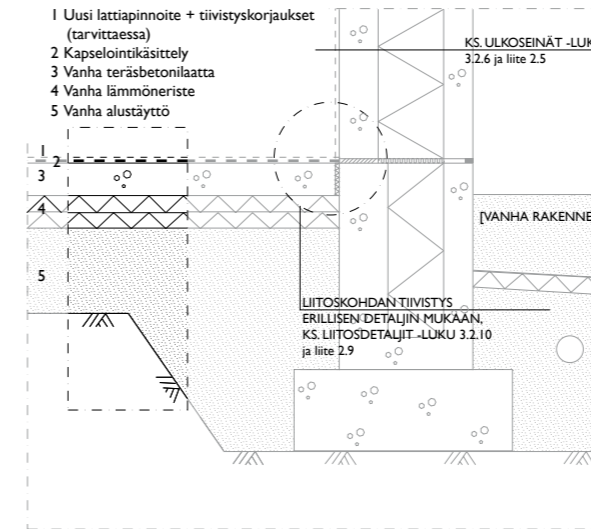 1 Uusi lattiapinnoite + tiivistyskorjaukset
(tarvittaessa)
2 Kapselointikäsittely
3 Vanha teräsbetonilaatta
4 Vanha lämmöneriste
5 Vanha alustäyttö
KS. ULKOSEINÄT -LUK
3.2.6 ja liite 2.5
1
2
3
4
5
[VANHA RAKENNE
LIITOSKOHDAN TIIVISTYS
ERILLISEN DETALJIN MUKAAN,
KS. LIITOSDETALJIT -LUKU 3.2.10
ja liite 2.9